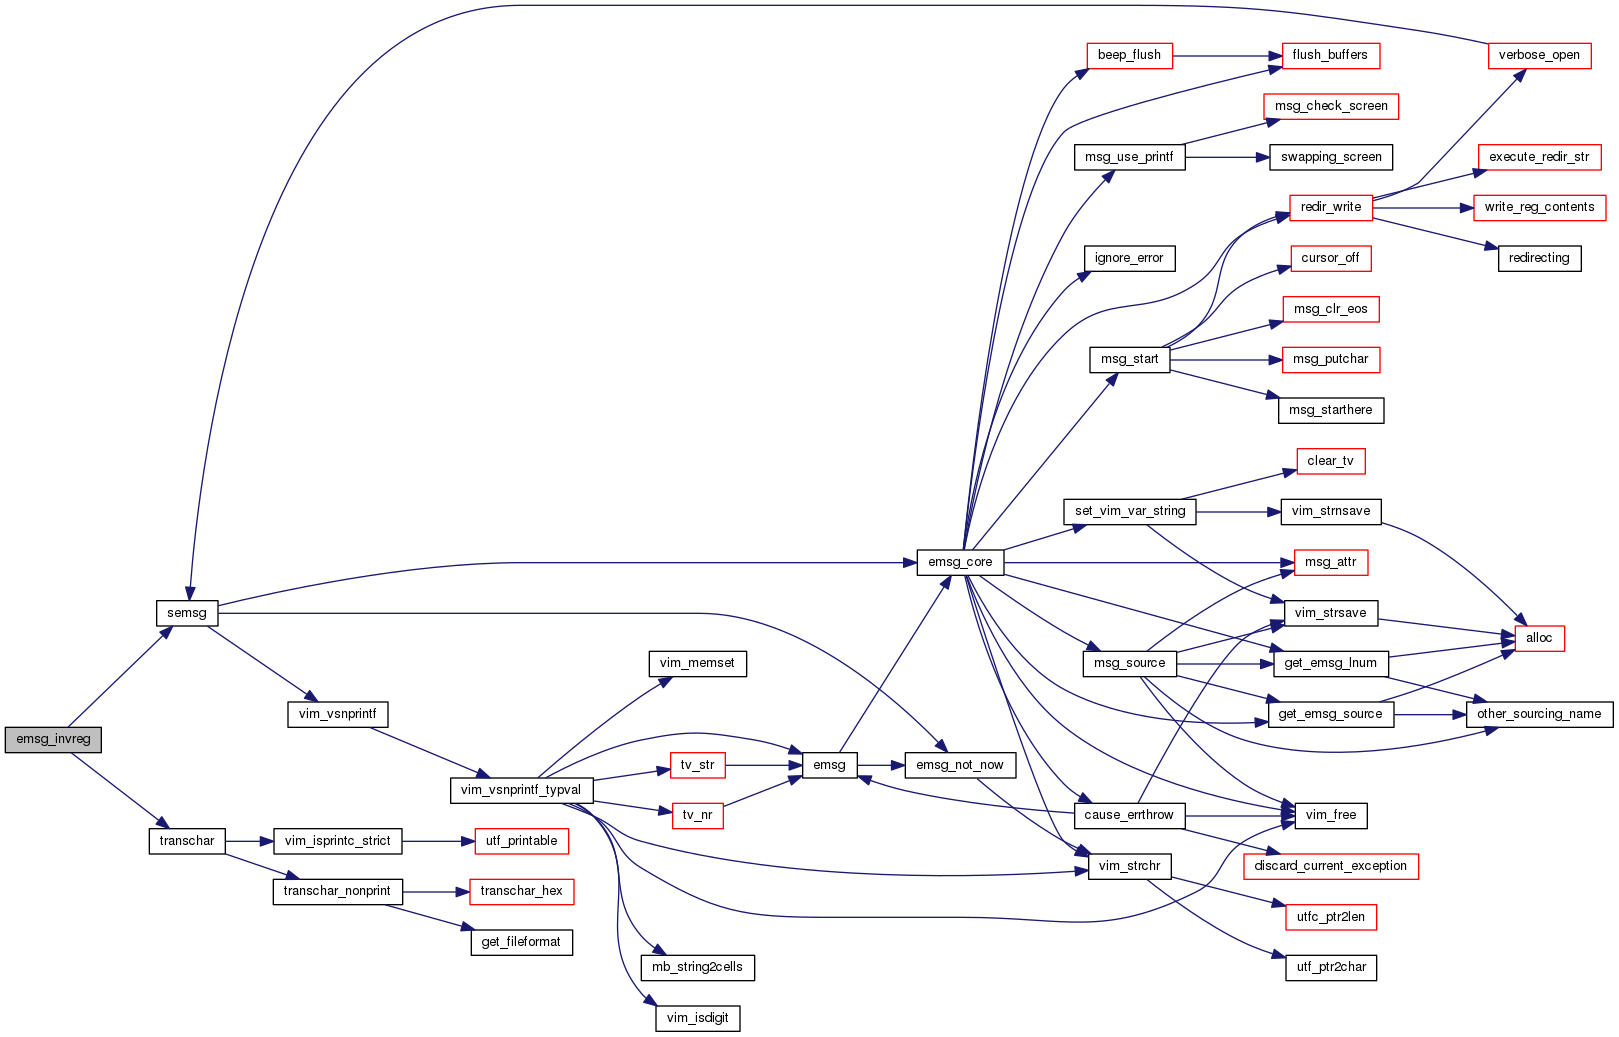 beep_flush
flush_buffers
verbose_open
msg_check_screen
msg_use_printf
swapping_screen
execute_redir_str
redir_write
write_reg_contents
ignore_error
cursor_off
redirecting
msg_clr_eos
msg_start
msg_putchar
msg_starthere
clear_tv
set_vim_var_string
vim_strnsave
emsg_core
msg_attr
semsg
vim_strsave
alloc
vim_memset
msg_source
get_emsg_lnum
vim_vsnprintf
get_emsg_source
other_sourcing_name
emsg_invreg
tv_str
emsg
emsg_not_now
vim_vsnprintf_typval
tv_nr
cause_errthrow
vim_free
transchar
vim_isprintc_strict
utf_printable
vim_strchr
discard_current_exception
transchar_nonprint
transchar_hex
utfc_ptr2len
get_fileformat
mb_string2cells
utf_ptr2char
vim_isdigit